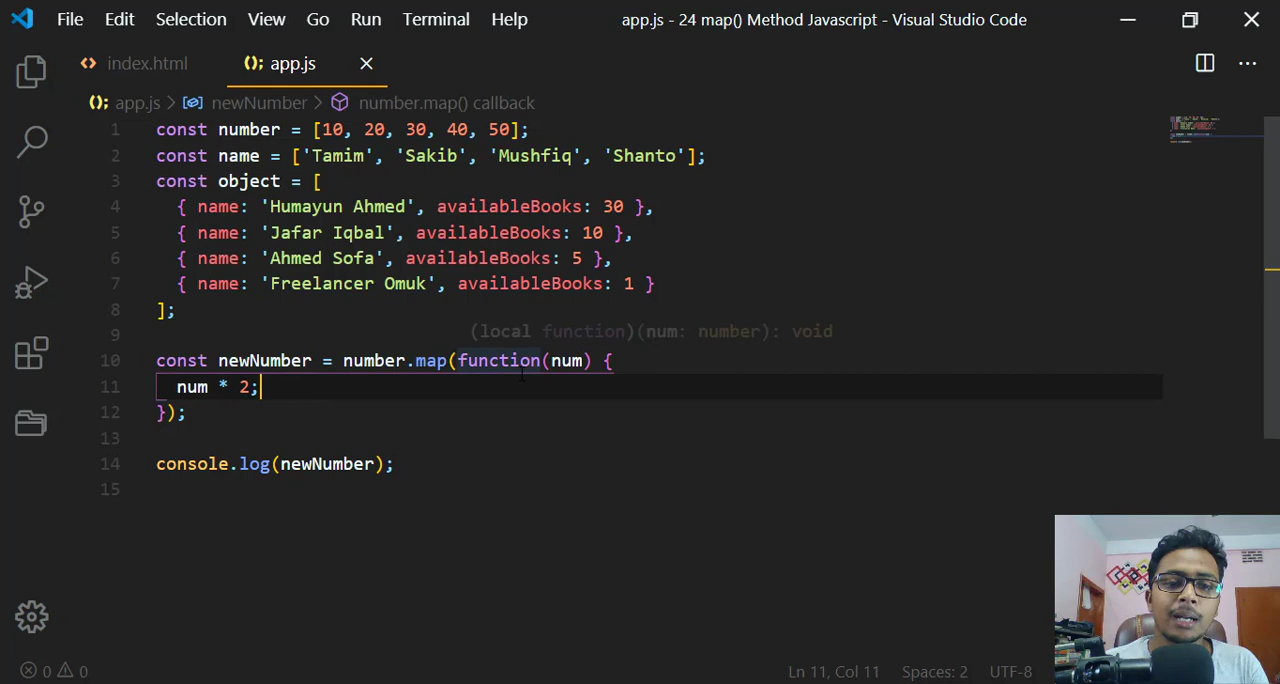 File Edit Selection View Go Run Terminal Help app.js - 24 map() Method Javascript - Visual Studio Code
index.html app.js
app.js > newNumber > number.map() callback
1 const number = [10, 20, 30, 40, 50];
2 const name = ['Tamim', 'Sakib', 'Mushfiq', 'Shanto'];
3 const object = [
4 { name: 'Humayun Ahmed', availableBooks: 30 },
5 { name: 'Jafar Iqbal', availableBooks: 10 },
6 { name: 'Ahmed Sofa', availableBooks: 5 },
7 { name: 'Freelancer Omuk', availableBooks: 1 }
8 ];
9 (local function)(num: number): void
10 const newNumber = number.map(function(num) {
11 num * 2;
12 });
13
14 console.log(newNumber);
15
0 0 Ln 11, Col 11 Spaces: 2 UTF-8